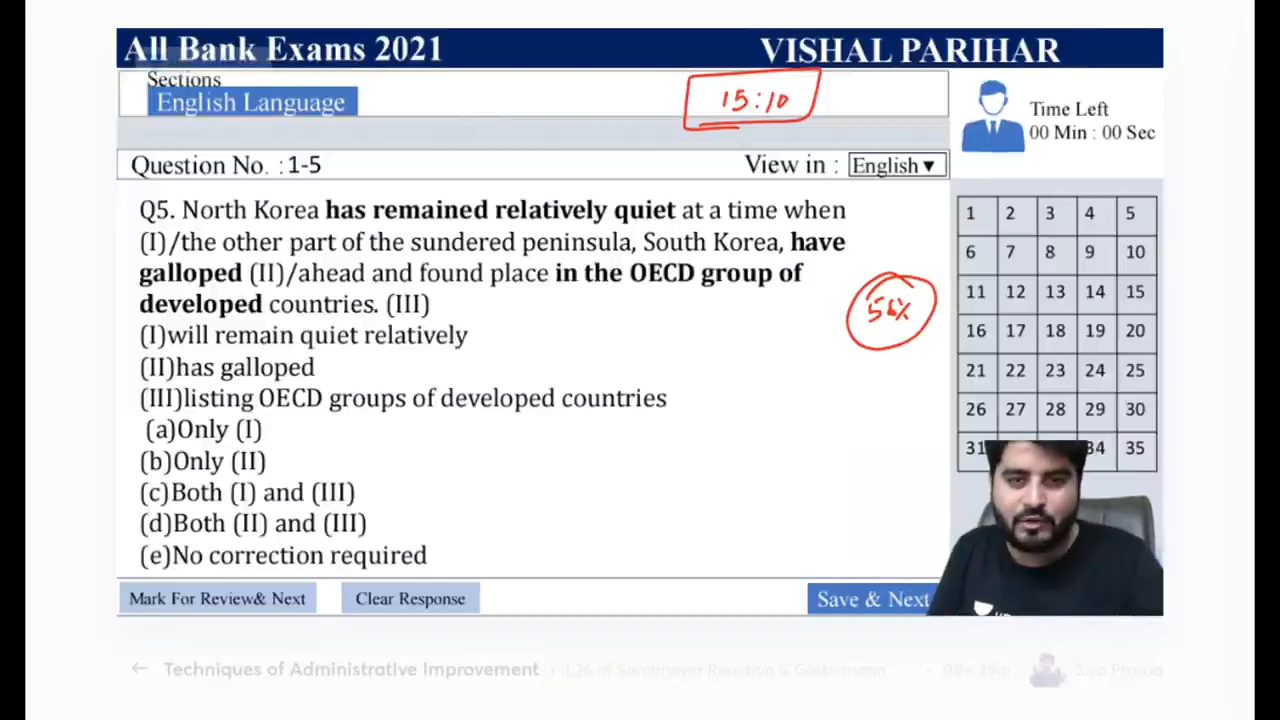 All Bank Exams 2021 VISHAL PARIHAR
Sections
English Language
15:10
Time Left
00 Min : 00 Sec
Question No. : 1-5 View in : English▼
Q5. North Korea has remained relatively quiet at a time when
(I)/the other part of the sundered peninsula, South Korea, have
galloped (II)/ahead and found place in the OECD group of
developed countries. (III)
(I)will remain quiet relatively
(II)has galloped
(III)listing OECD groups of developed countries
(a)Only (I)
(b)Only (II)
(c)Both (I) and (III)
(d)Both (II) and (III)
(e)No correction required
56%
1 2 3 4 5
6 7 8 9 10
11 12 13 14 15
16 17 18 19 20
21 22 23 24 25
26 27 28 29 30
31 34 35
Mark For Review& Next Clear Response Save & Next
← Techniques of Administrative Improvement
L26 of Sandmayer Reaction &